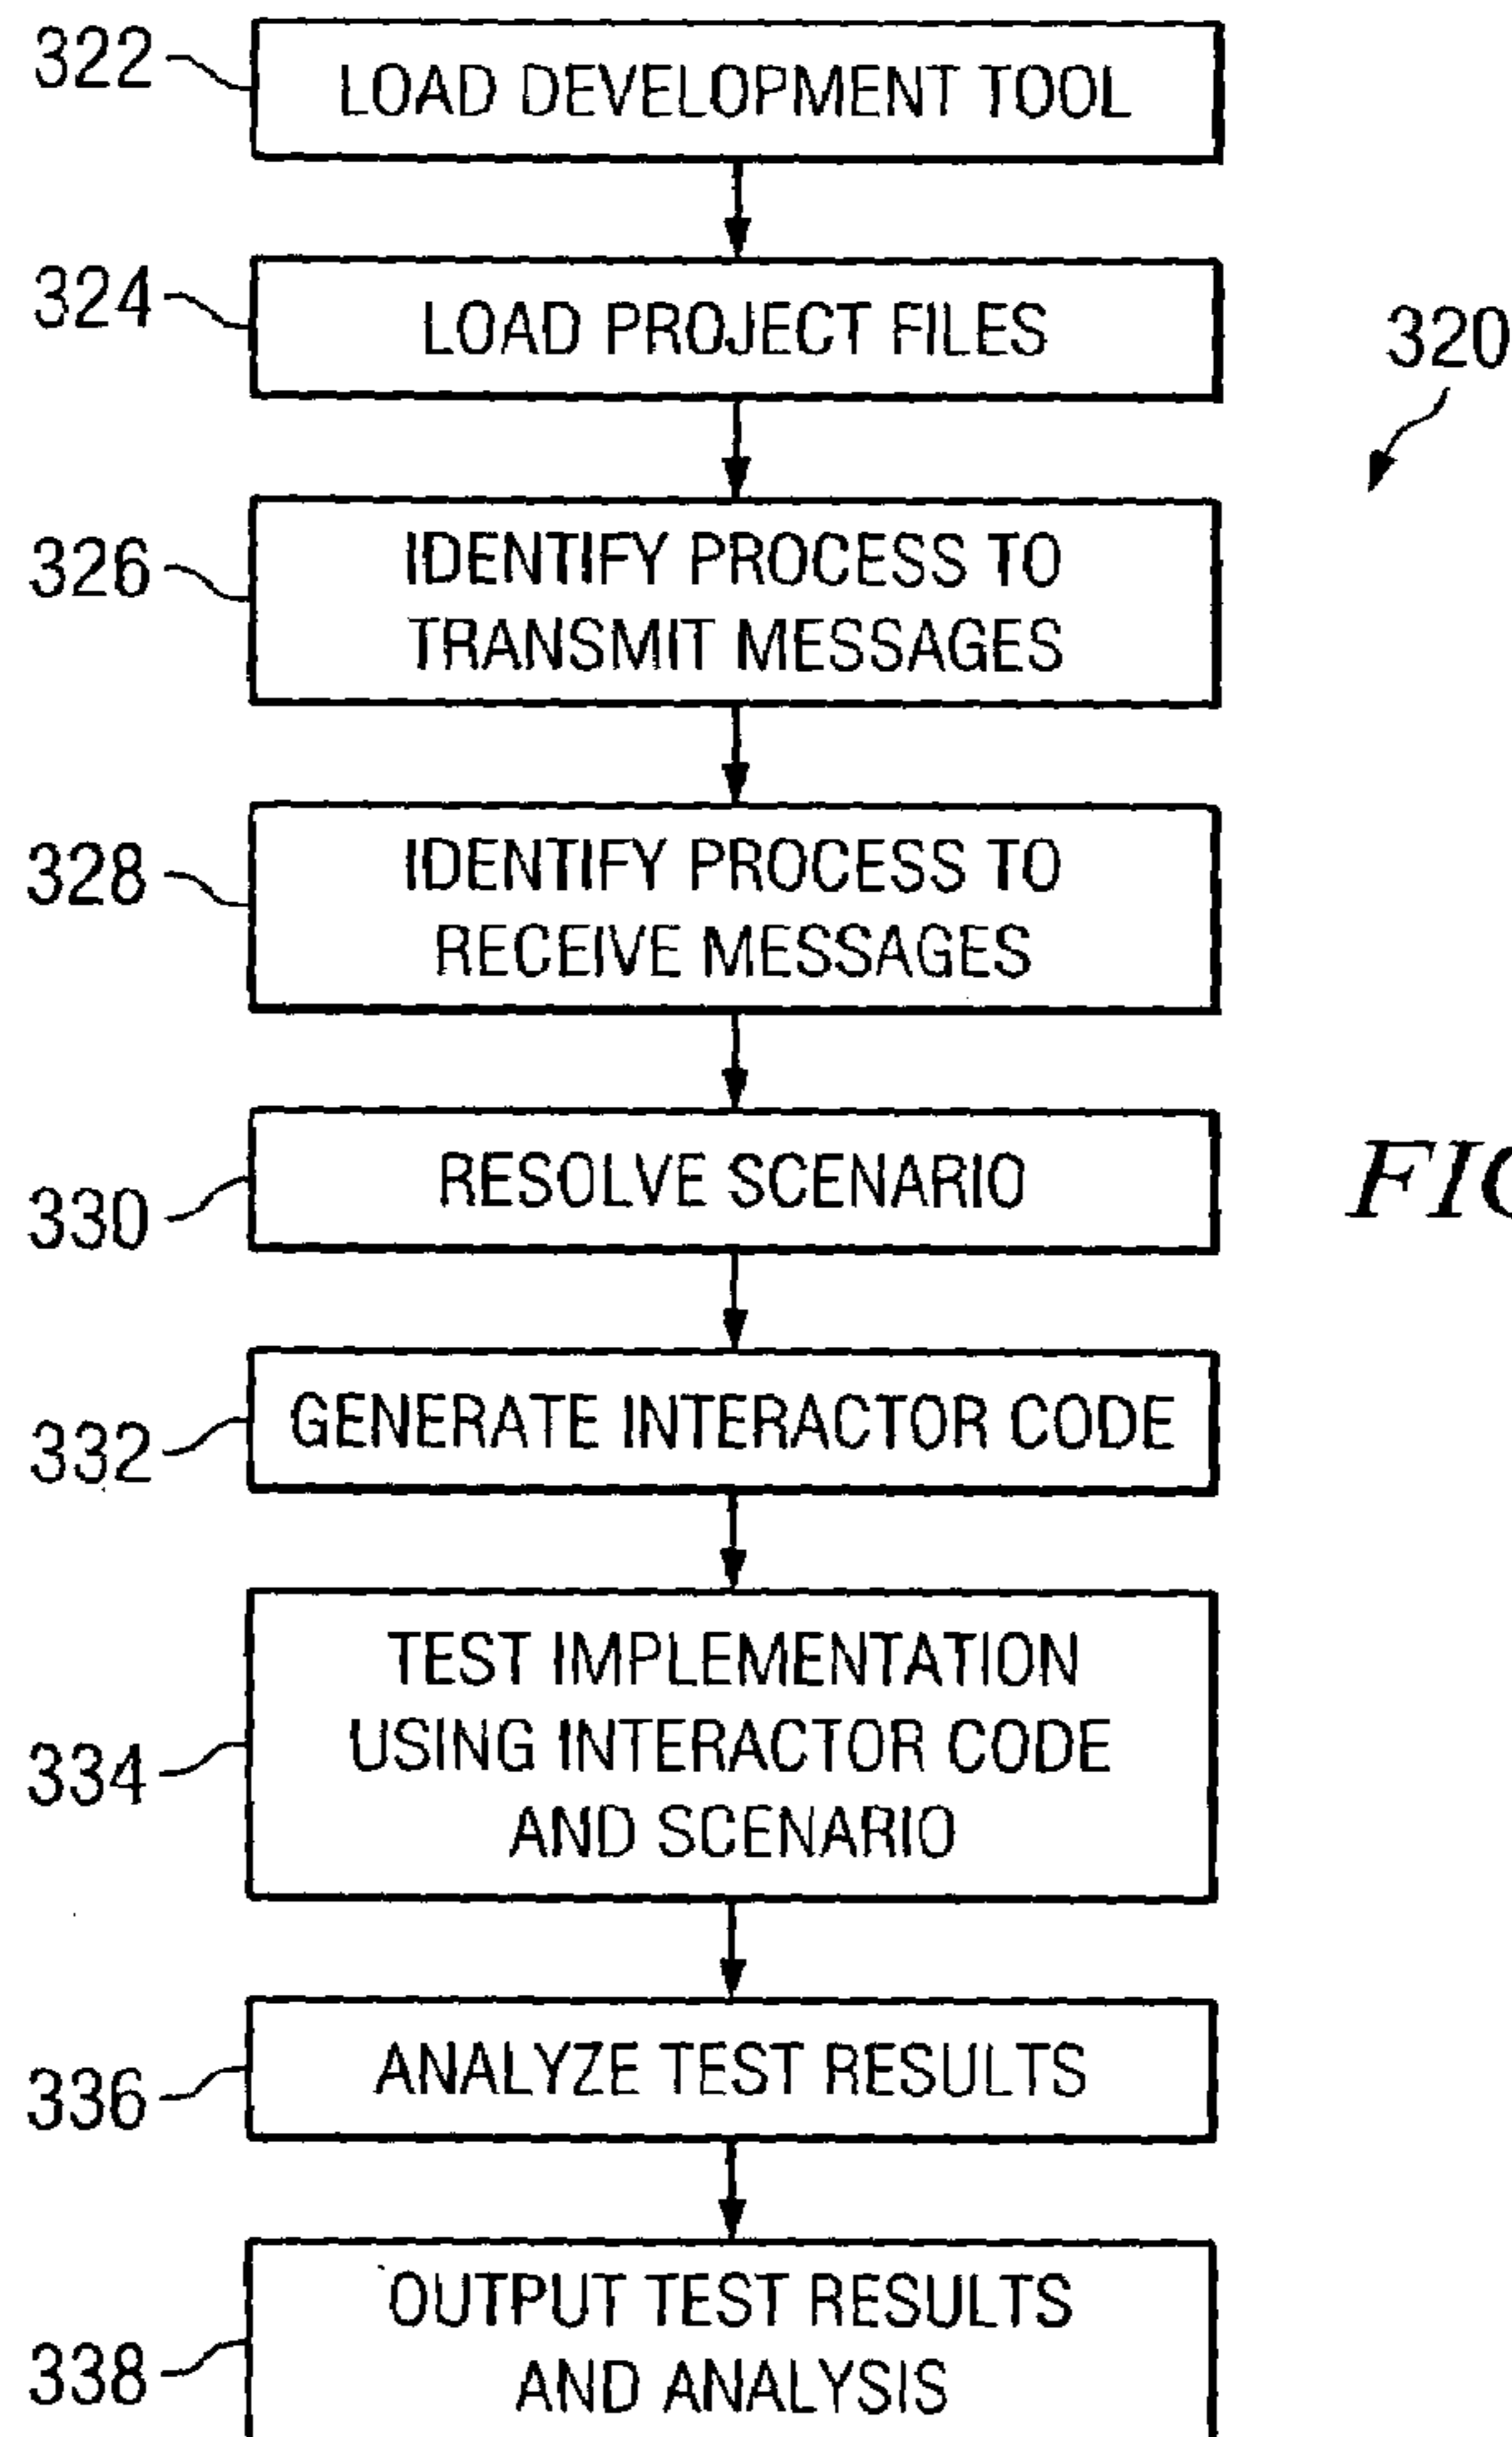 322
LOAD DEVELOPMENT TOOL
324
LOAD PROJECT FILES
320
326
IDENTIFY PROCESS TO
TRANSMIT MESSAGES
328
IDENTIFY PROCESS TO
RECEIVE MESSAGES
330
RESOLVE SCENARIO
332
GENERATE INTERACTOR CODE
334
TEST IMPLEMENTATION
USING INTERACTOR CODE
AND SCENARIO
336
ANALYZE TEST RESULTS
338
OUTPUT TEST RESULTS
AND ANALYSIS